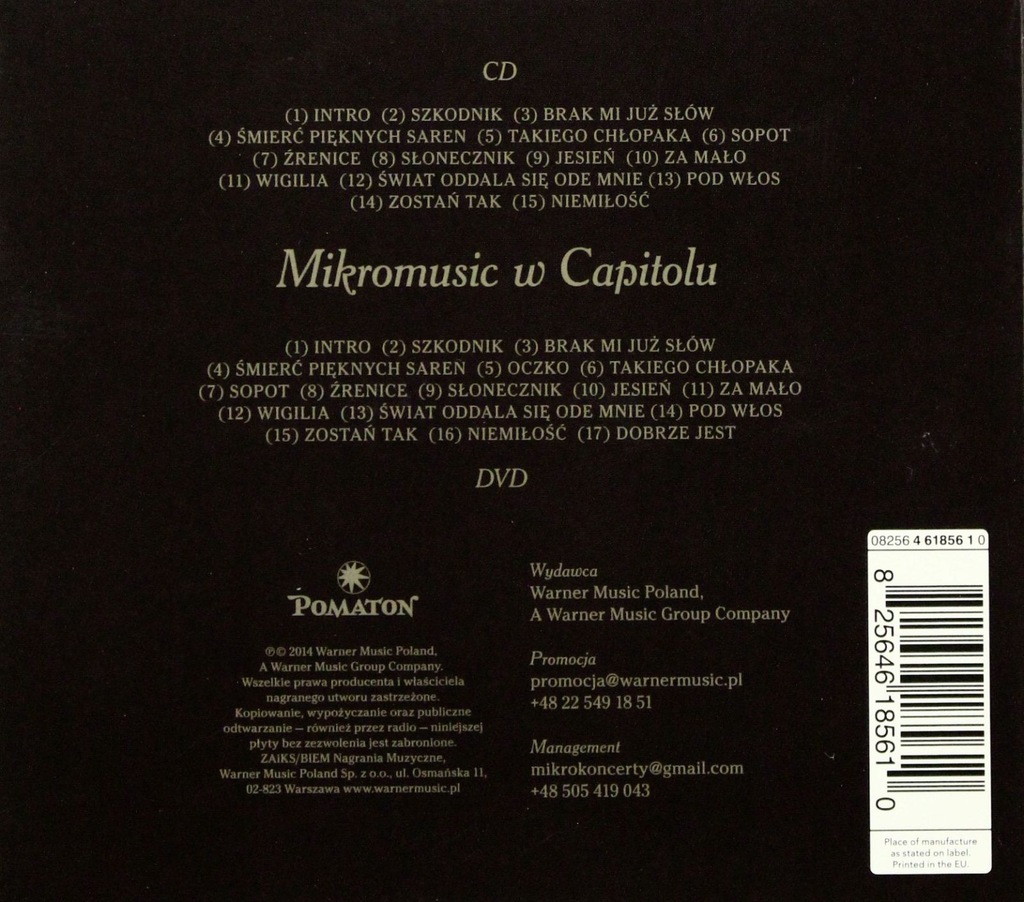 CD
(1) INTRO (2) SZKODNIK (3) BRAK MI JUŻ SŁÓW
(4) ŚMIERĆ PIĘKNYCH SAREN (5) TAKIEGO CHŁOPAKA (6) SOPOT
(7) ŹRENICE (8) SŁONECZNIK (9) JESIEŃ (10) ZA MAŁO
(11) WIGILIA (12) ŚWIAT ODDALA SIĘ ODE MNIE (13) POD WŁOS
(14) ZOSTAŃ TAK (15) NIEMIŁOŚĆ
Mikromusic w Capitolu
(1) INTRO (2) SZKODNIK (3) BRAK MI JUŻ SŁÓW
(4) ŚMIERĆ PIĘKNYCH SAREŃ (5) OCZKO (6) TAKIEGO CHŁOPAKA
(7) SOPOT (8) ŹRENICE (9) SŁONECZNIK (10) JESIEŃ (11) ZA MAŁO
(12) WIGILIA (13) ŚWIAT ODDALA SIĘ ODE MNIE (14) POD WŁOS
(15) ZOSTAŃ TAK (16) NIEMIŁOŚĆ (17) DOBRZE JEST
DVD
POMATON
℗© 2014 Warner Music Poland,
A Warner Music Group Company.
Wszelkie prawa producenta i właściciela
nagranego utworu zastrzeżone.
Kopiowanie, wypożyczanie oraz publiczne
odtwarzanie – również przez radio – niniejszej
płyty bez zezwolenia jest zabronione.
ZAiKS/BIEM Nagrania Muzyczne,
Warner Music Poland Sp. z o.o., ul. Osmańska 11,
02-823 Warszawa www.warnermusic.pl
Wydawca
Warner Music Poland,
A Warner Music Group Company
Promocja
promocja@warnermusic.pl
+48 22 549 18 51
Management
mikrokoncerty@gmail.com
+48 505 419 043
08256 4 61856 1 0
8 25646 18561 0
Place of manufacture
as stated on label.
Printed in the EU.